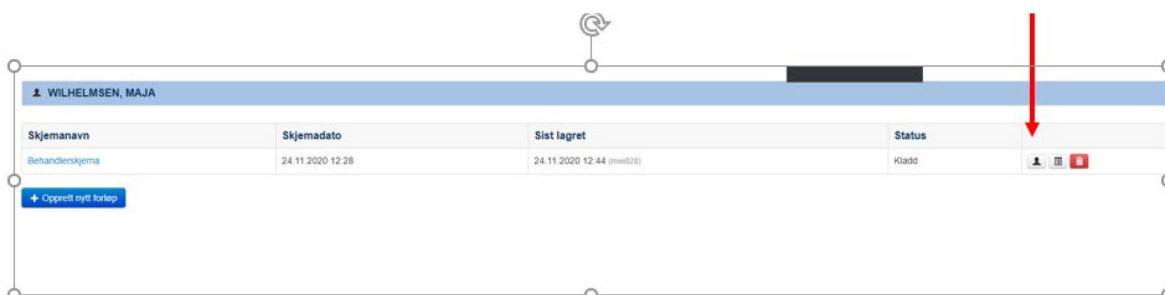 WILHELMSEN, MAJA
Skjemanavn Skjemadato Sist lagret Status
Behandlerskjema 24.11.2020 12:28 24.11.2020 12:44 (mwi028) Kladd
+ Opprett nytt forløp